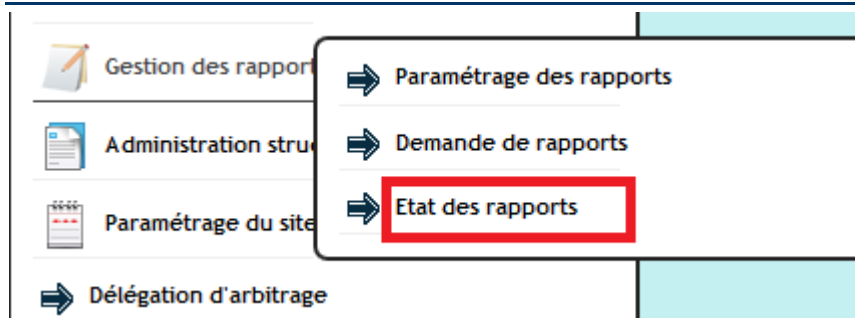 Gestion des rapport
Paramétrage des rapports
Administration stru
Demande de rapports
Etat des rapports
Paramétrage du site
Délégation d'arbitrage